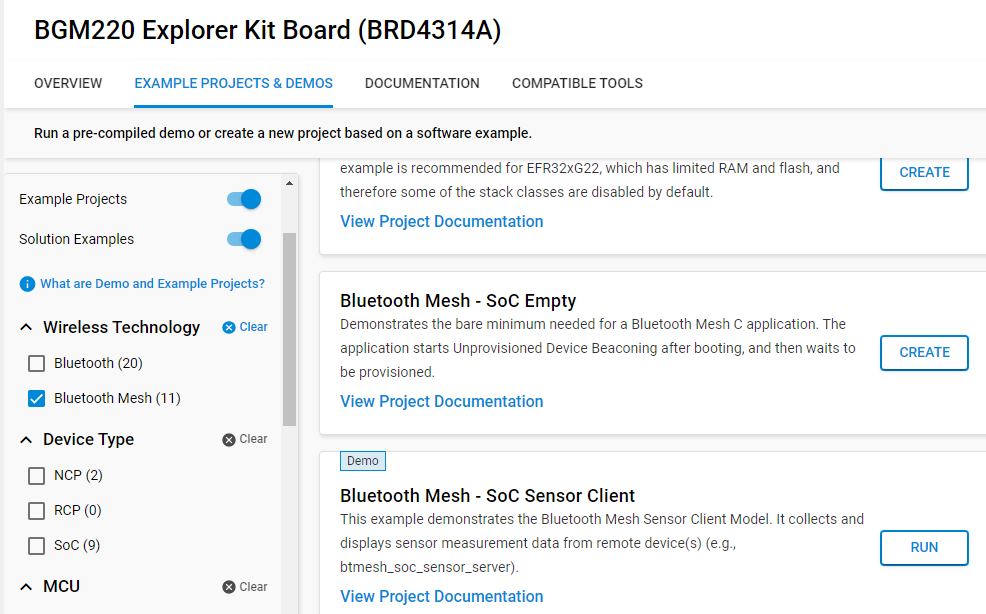 BGM220 Explorer Kit Board (BRD4314A)
OVERVIEW EXAMPLE PROJECTS & DEMOS DOCUMENTATION COMPATIBLE TOOLS
Run a pre-compiled demo or create a new project based on a software example.
Example Projects
Solution Examples
What are Demo and Example Projects?
Wireless Technology Clear
Bluetooth (20)
Bluetooth Mesh (11)
Device Type Clear
NCP (2)
RCP (0)
SoC (9)
MCU Clear
example is recommended for EFR32xG22, which has limited RAM and flash, and
therefore some of the stack classes are disabled by default.
View Project Documentation
CREATE
Bluetooth Mesh - SoC Empty
Demonstrates the bare minimum needed for a Bluetooth Mesh C application. The
application starts Unprovisioned Device Beaconing after booting, and then waits to
be provisioned.
View Project Documentation
CREATE
Demo
Bluetooth Mesh - SoC Sensor Client
This example demonstrates the Bluetooth Mesh Sensor Client Model. It collects and
displays sensor measurement data from remote device(s) (e.g.,
btmesh_soc_sensor_server).
View Project Documentation
RUN